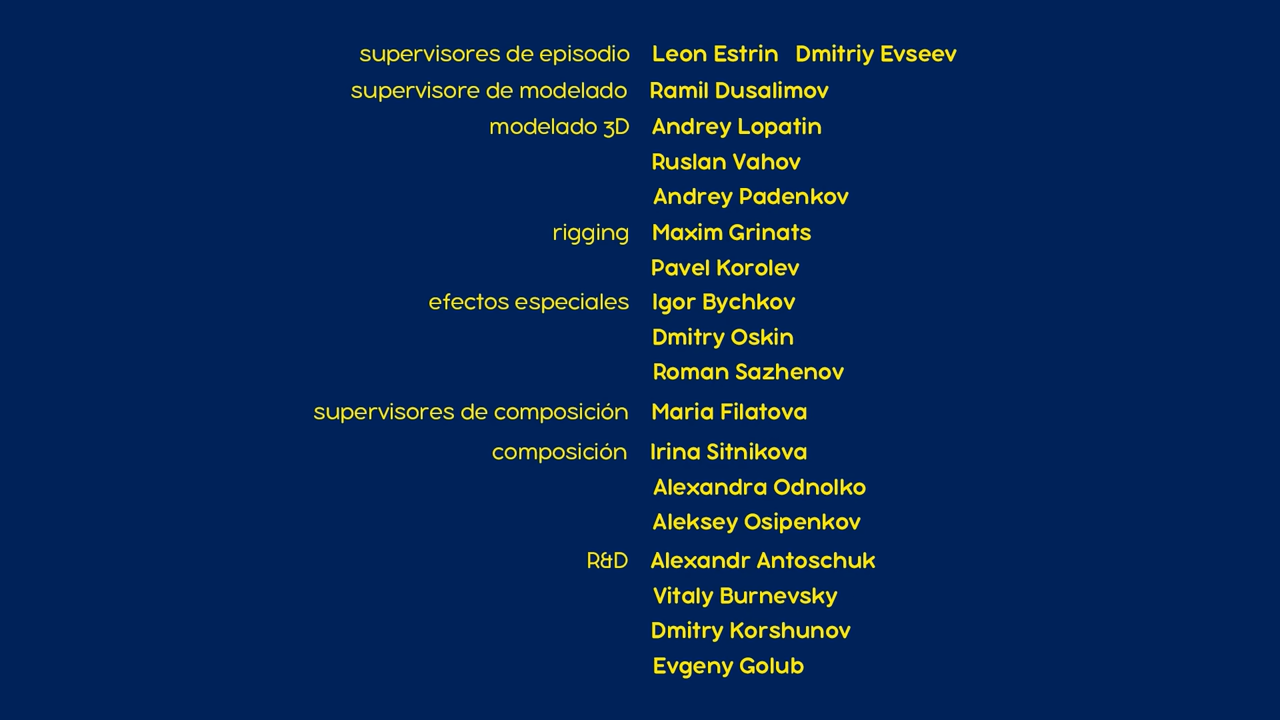 supervisores de episodio Leon Estrin Dmitriy Evseev
supervisore de modelado Ramil Dusalimov
modelado 3D Andrey Lopatin
Ruslan Vahov
Andrey Padenkov
rigging Maxim Grinats
Pavel Korolev
efectos especiales Igor Bychkov
Dmitry Oskin
Roman Sazhenov
supervisores de composición Maria Filatova
composición Irina Sitnikova
Alexandra Odnolko
Aleksey Osipenkov
R&D Alexandr Antoschuk
Vitaly Burnevsky
Dmitry Korshunov
Evgeny Golub